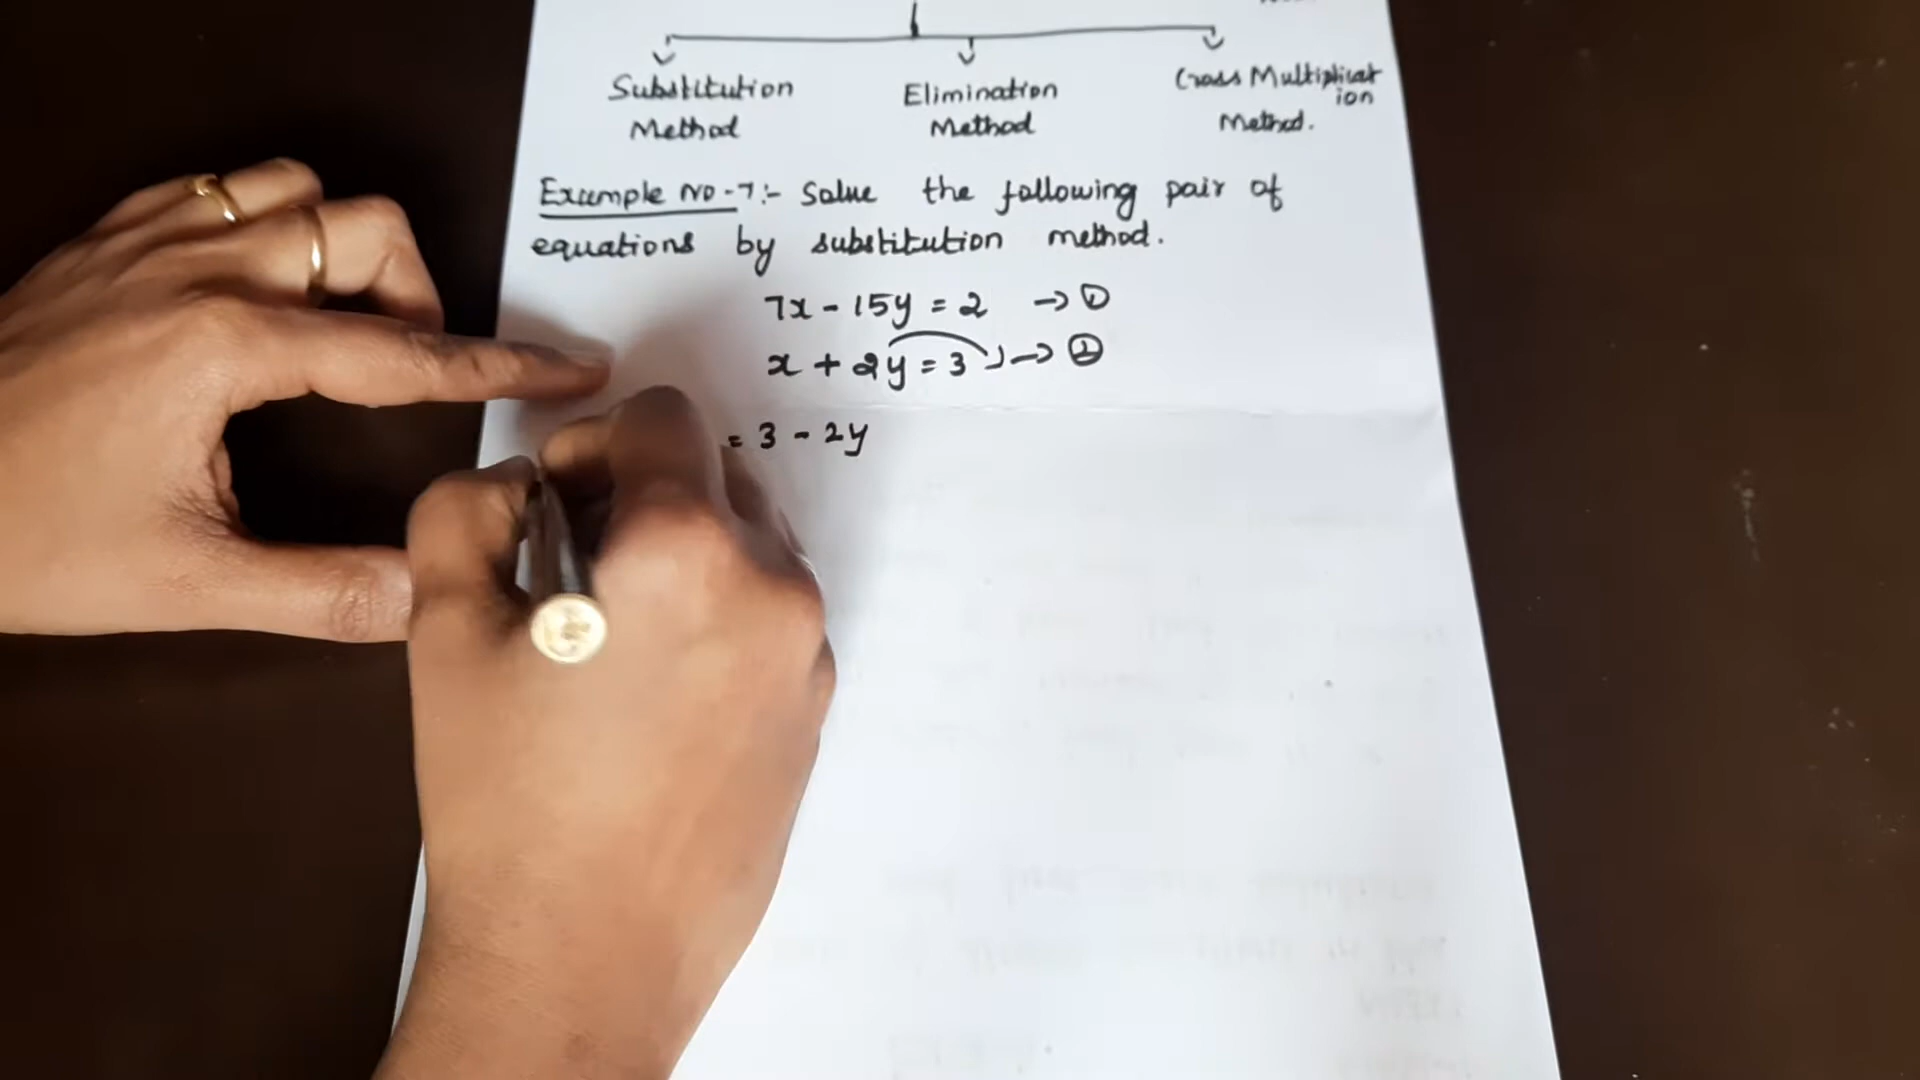 Substitution Method
Elimination Method
Cross Multiplicat ion Method.
Example No-7:- Solve the following pair of
equations by substitution method.
7x - 15y = 2 → ①
x + 2y = 3 → ②
= 3 - 2y